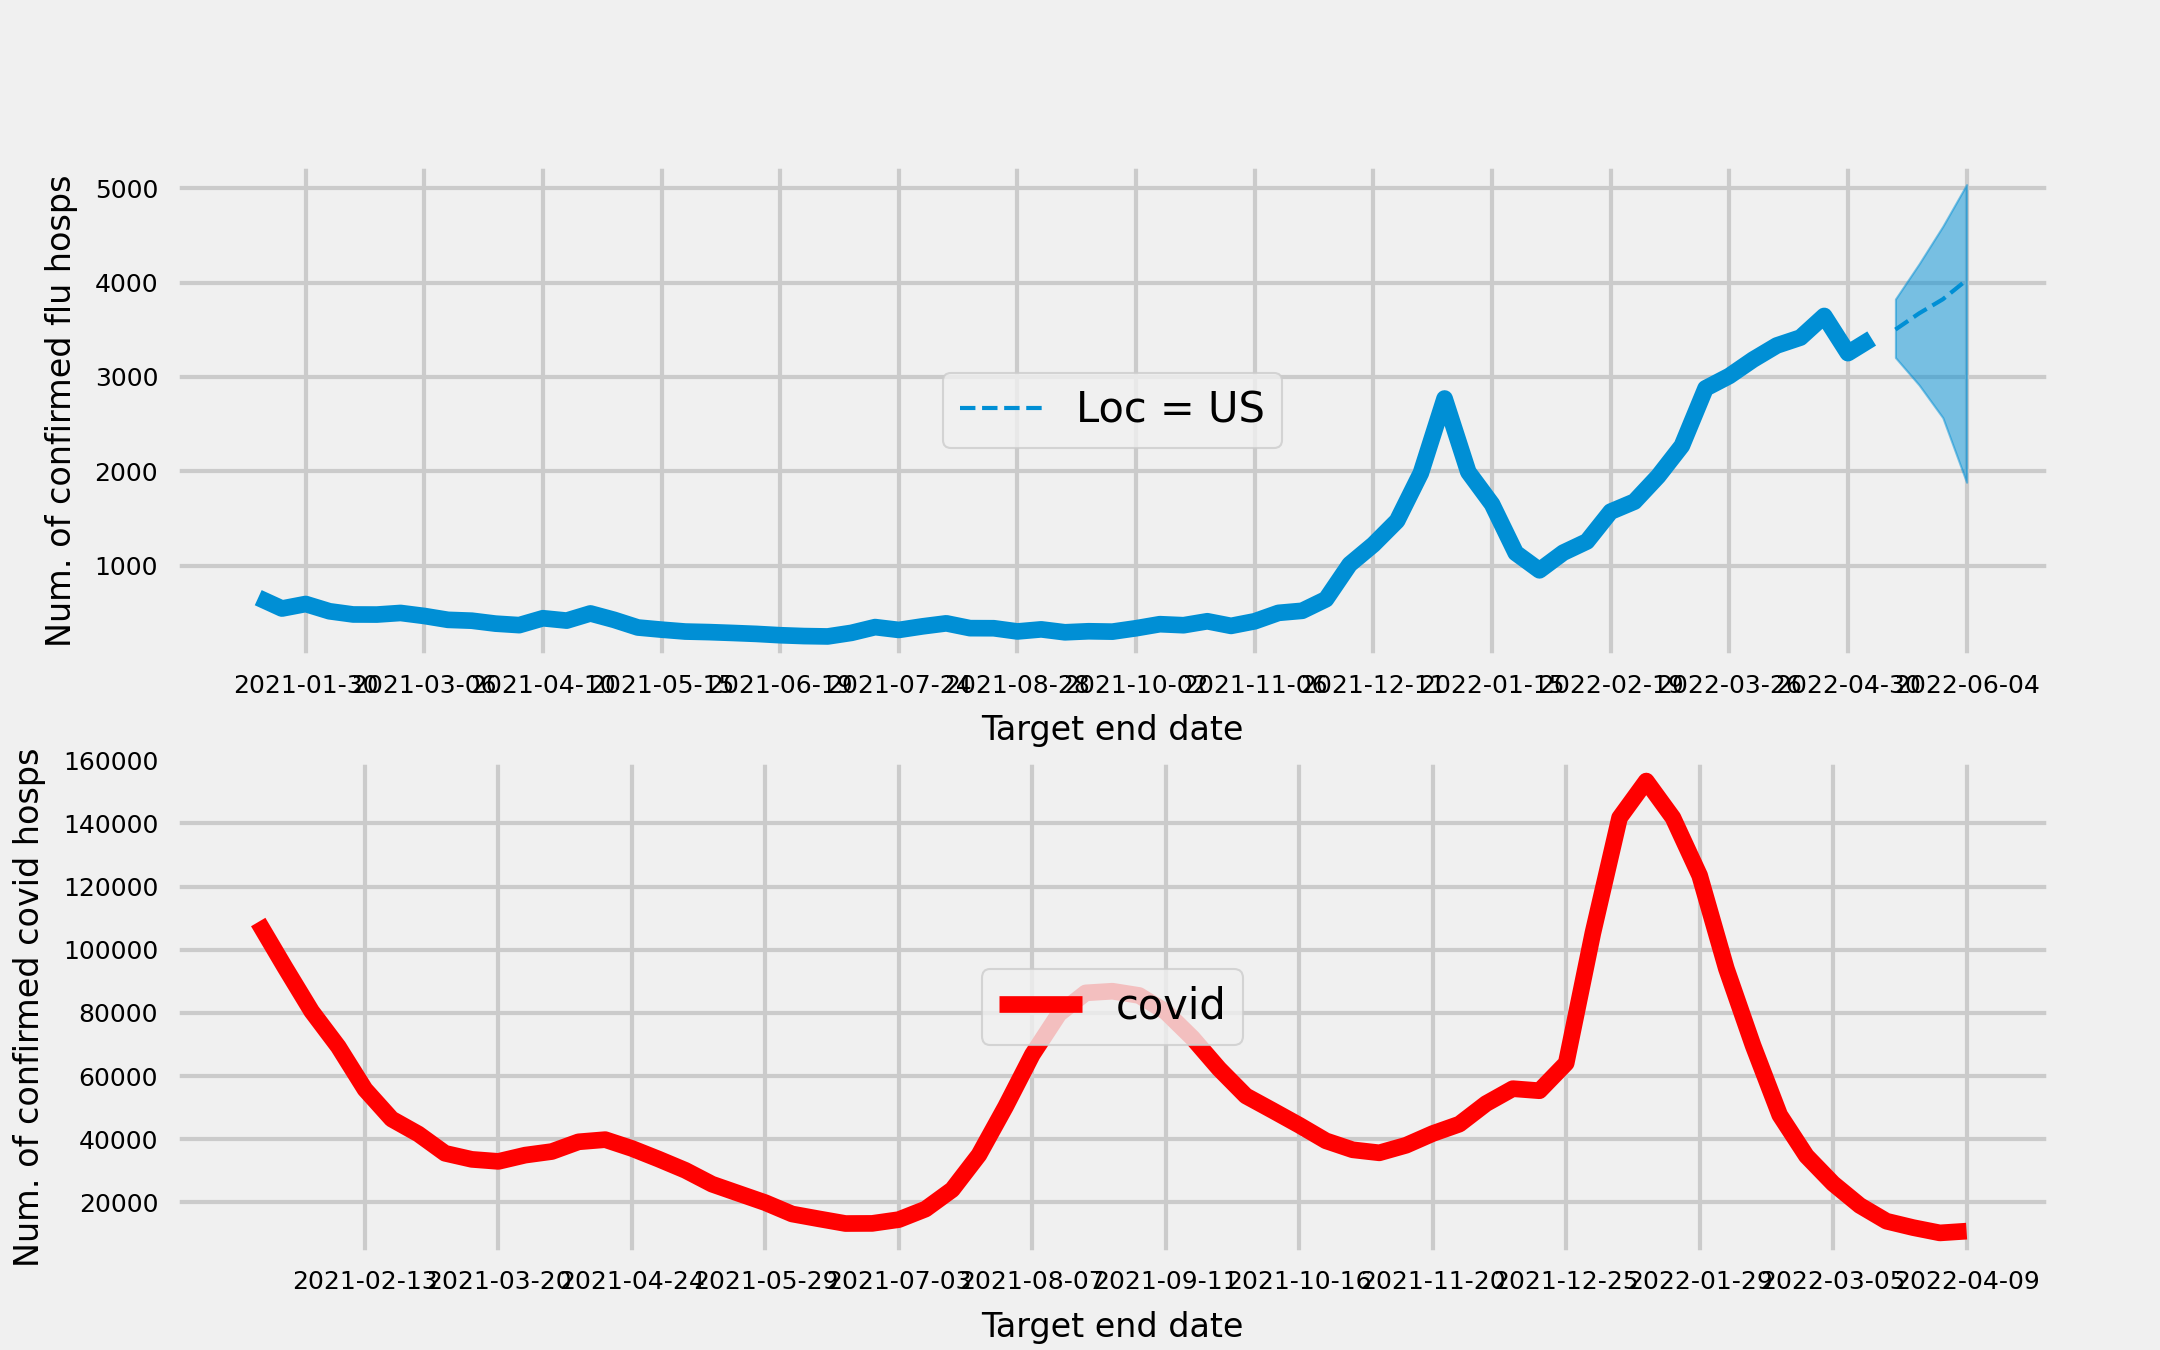 Num. of confirmed flu hosps
5000
4000
3000
2000
1000
Loc = US
2021-01-30 2021-03-06 2021-04-10 2021-05-15 2021-06-19 2021-07-24 2021-08-28 2021-10-02 2021-11-06 2021-12-11 2022-01-15 2022-02-19 2022-03-26 2022-04-30 2022-06-04
Target end date
Num. of confirmed covid hosps
160000
140000
120000
100000
80000
60000
40000
20000
covid
2021-02-13 2021-03-20 2021-04-24 2021-05-29 2021-07-03 2021-08-07 2021-09-11 2021-10-16 2021-11-20 2021-12-25 2022-01-29 2022-03-05 2022-04-09
Target end date